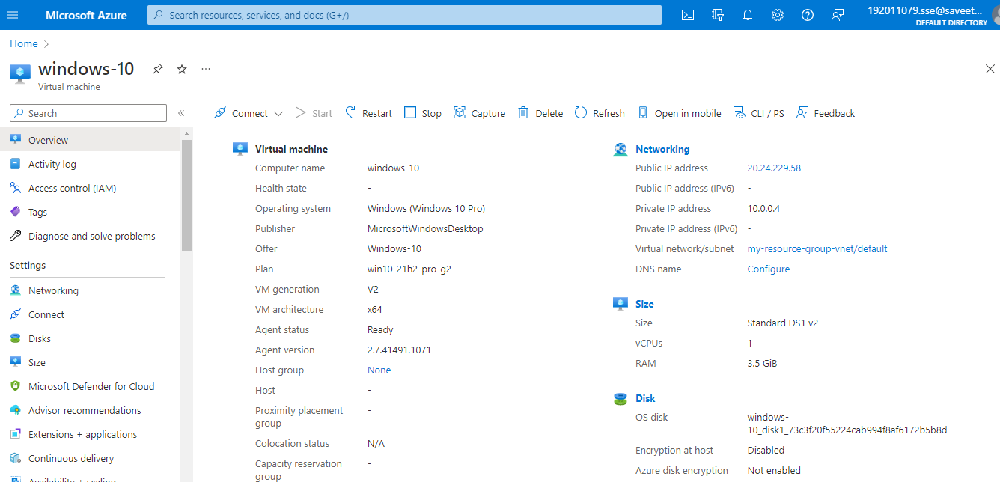 Microsoft Azure
Search resources, services, and docs (G+/)
192011079.sse@saveet...
DEFAULT DIRECTORY
Home
windows-10
Virtual machine
Search
Connect
Start
Restart
Stop
Capture
Delete
Refresh
Open in mobile
CLI / PS
Feedback
Overview
Activity log
Access control (IAM)
Tags
Diagnose and solve problems
Settings
Networking
Connect
Disks
Size
Microsoft Defender for Cloud
Advisor recommendations
Extensions + applications
Continuous delivery
Availability + scaling
Virtual machine
Computer name windows-10
Health state -
Operating system Windows (Windows 10 Pro)
Publisher MicrosoftWindowsDesktop
Offer Windows-10
Plan win10-21h2-pro-g2
VM generation V2
VM architecture x64
Agent status Ready
Agent version 2.7.41491.1071
Host group None
Host -
Proximity placement -
group
Colocation status N/A
Capacity reservation -
group
Networking
Public IP address 20.24.229.58
Public IP address (IPv6) -
Private IP address 10.0.0.4
Private IP address (IPv6) -
Virtual network/subnet my-resource-group-vnet/default
DNS name Configure
Size
Size Standard DS1 v2
vCPUs 1
RAM 3.5 GiB
Disk
OS disk windows-
10_disk1_73c3f20f55224cab994f8af6172b5b8d
Encryption at host Disabled
Azure disk encryption Not enabled